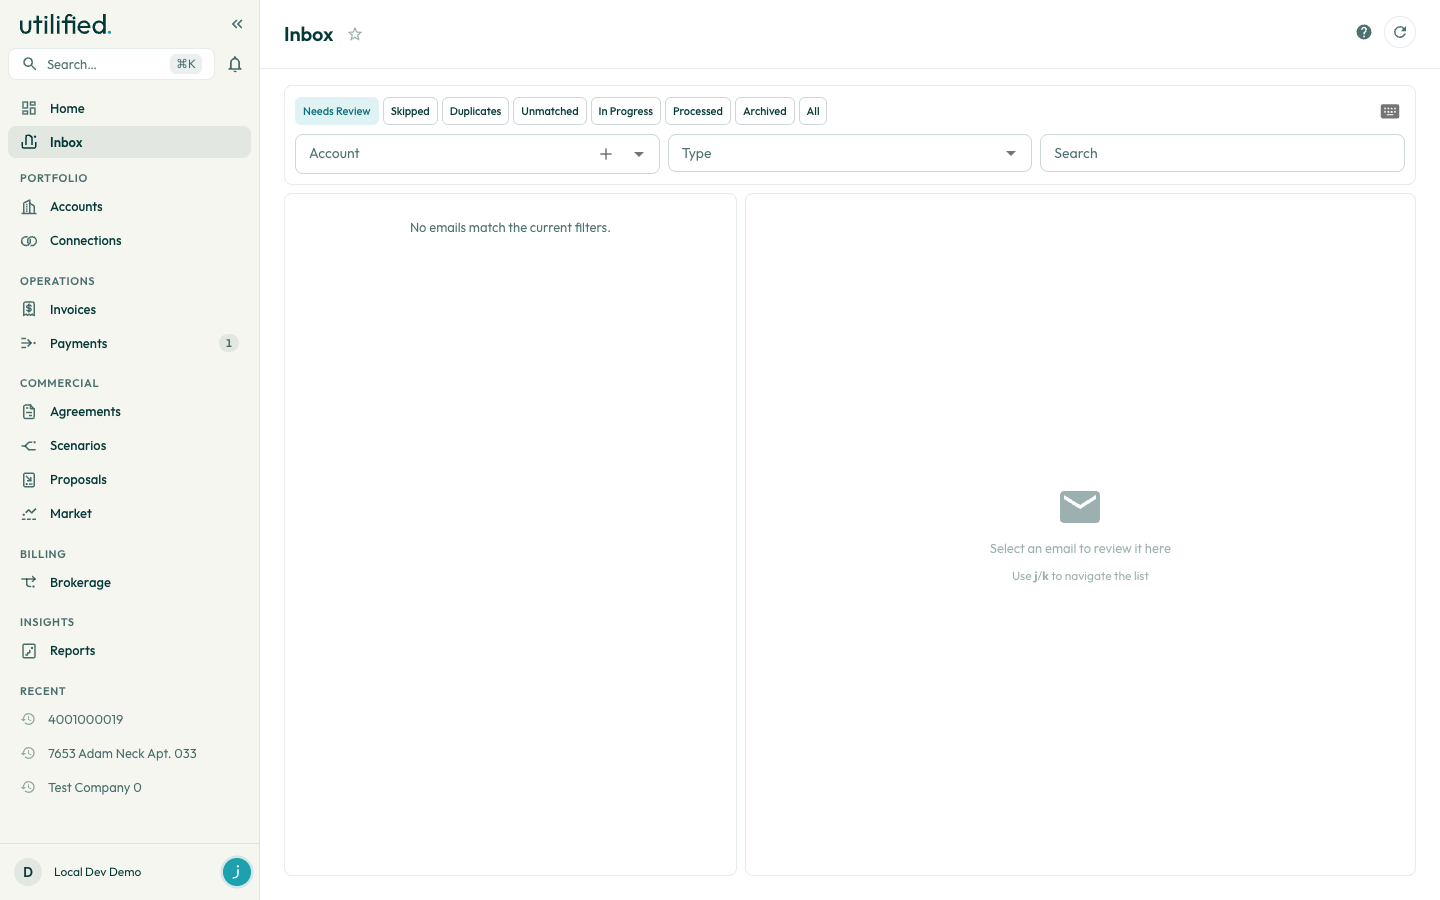 utilified.
Search...
⌘K
Home
Inbox
PORTFOLIO
Accounts
Connections
OPERATIONS
Invoices
Payments
1
COMMERCIAL
Agreements
Scenarios
Proposals
Market
BILLING
Brokerage
INSIGHTS
Reports
RECENT
4001000019
7653 Adam Neck Apt. 033
Test Company 0
D
Local Dev Demo
j
Inbox
Needs Review
Skipped
Duplicates
Unmatched
In Progress
Processed
Archived
All
Account
Type
Search
No emails match the current filters.
Select an email to review it here
Use j/k to navigate the list